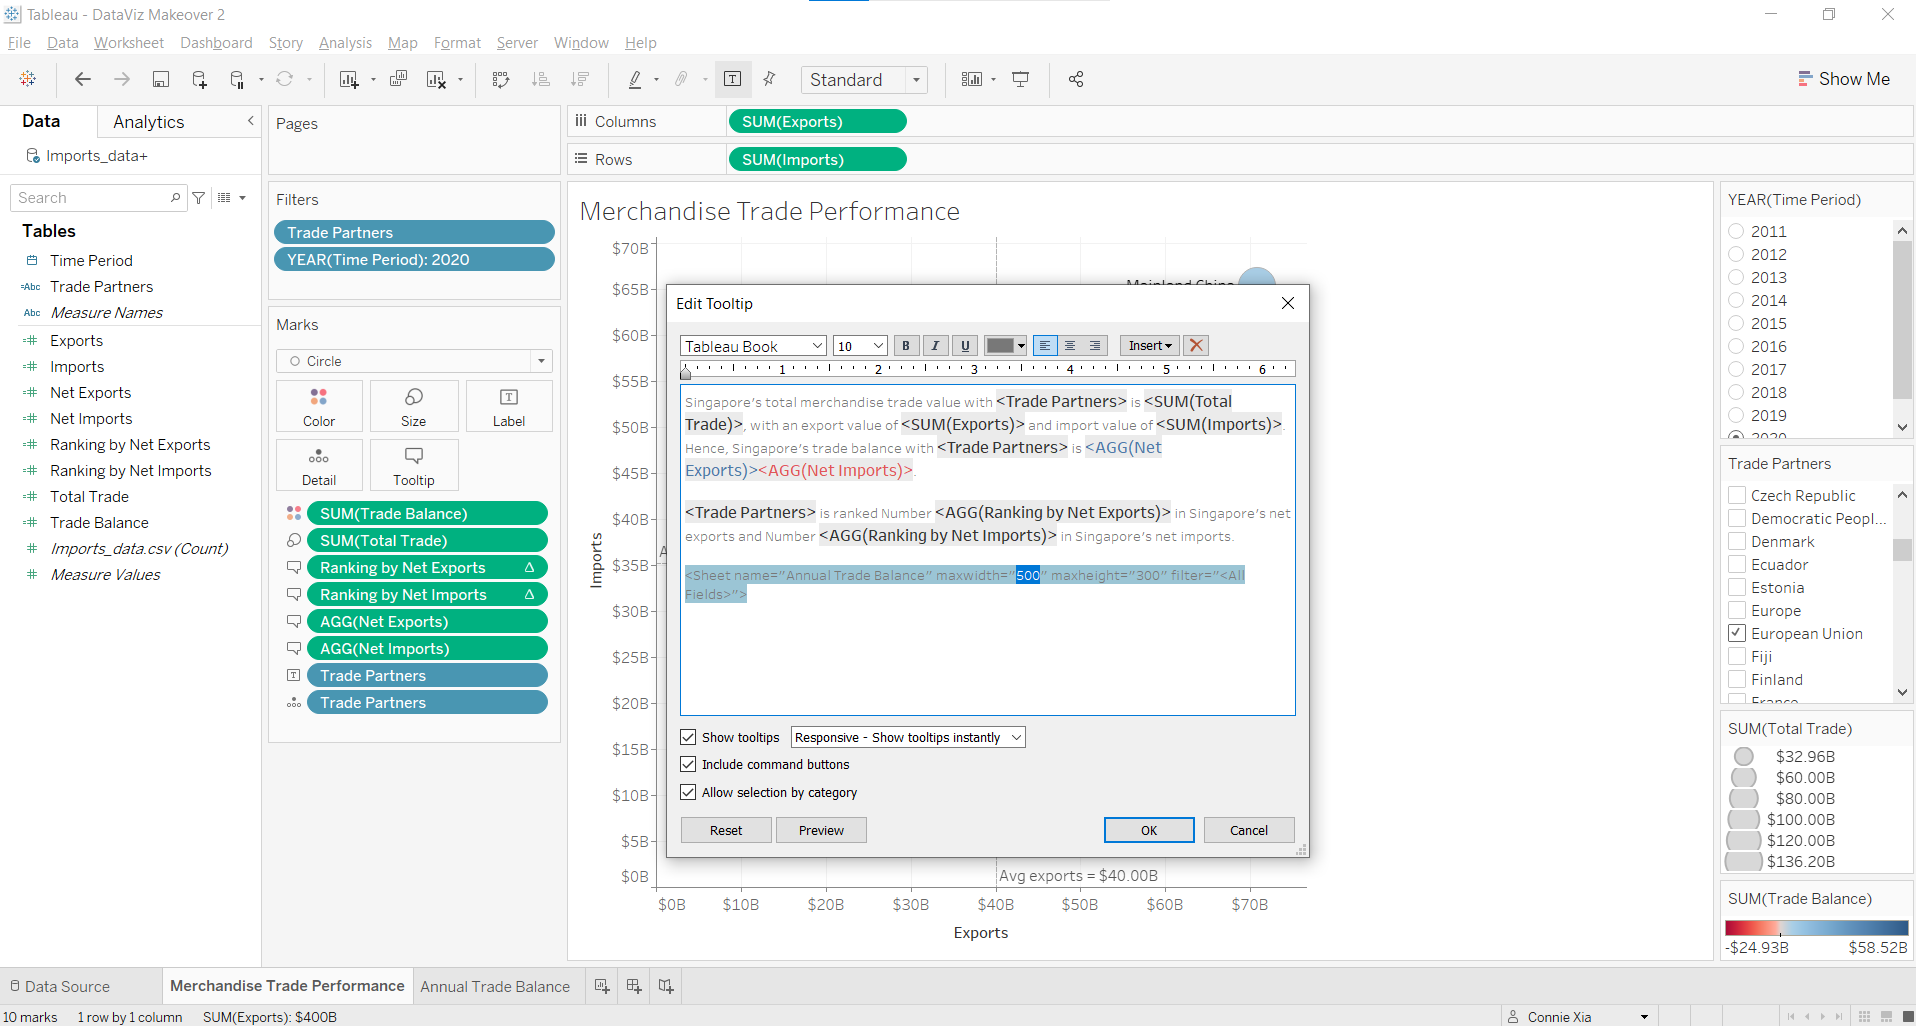 Tableau - DataViz Makeover 2
File Data Worksheet Dashboard Story Analysis Map Format Server Window Help
Standard
Show Me
Data Analytics
Imports_data+
Search
Tables
Time Period
Abc Trade Partners
Abc Measure Names
Exports
Imports
Net Exports
Net Imports
Ranking by Net Exports
Ranking by Net Imports
Total Trade
Trade Balance
Imports_data.csv (Count)
Measure Values
Pages
Filters
Trade Partners
YEAR(Time Period): 2020
Marks
Circle
Color Size Label
Detail Tooltip
SUM(Trade Balance)
SUM(Total Trade)
Ranking by Net Exports Δ
Ranking by Net Imports Δ
AGG(Net Exports)
AGG(Net Imports)
Trade Partners
Trade Partners
Columns SUM(Exports)
Rows SUM(Imports)
Merchandise Trade Performance
$70B
$65B
$60B
$55B
$50B
$45B
$40B
$35B
$30B
$25B
$20B
$15B
$10B
$5B
$0B
Imports
Mainland China
Avg exports = $40.00B
$0B $10B $20B $30B $40B $50B $60B $70B
Exports
Edit Tooltip
Tableau Book 10 B I U Insert
1 2 3 4 5 6
Singapore's total merchandise trade value with <Trade Partners> is <SUM(Total
Trade)>, with an export value of <SUM(Exports)> and import value of <SUM(Imports)>.
Hence, Singapore's trade balance with <Trade Partners> is <AGG(Net
Exports)><AGG(Net Imports)>.
<Trade Partners> is ranked Number <AGG(Ranking by Net Exports)> in Singapore's net
exports and Number <AGG(Ranking by Net Imports)> in Singapore's net imports.
<Sheet name="Annual Trade Balance" maxwidth="500" maxheight="300" filter="<All
Fields>">
Show tooltips Responsive - Show tooltips instantly
Include command buttons
Allow selection by category
Reset Preview OK Cancel
YEAR(Time Period)
2011
2012
2013
2014
2015
2016
2017
2018
2019
2020
Trade Partners
Czech Republic
Democratic Peopl...
Denmark
Ecuador
Estonia
Europe
European Union
Fiji
Finland
France
SUM(Total Trade)
$32.96B
$60.00B
$80.00B
$100.00B
$120.00B
$136.20B
SUM(Trade Balance)
-$24.93B $58.52B
Data Source Merchandise Trade Performance Annual Trade Balance
10 marks 1 row by 1 column SUM(Exports): $400B Connie Xia